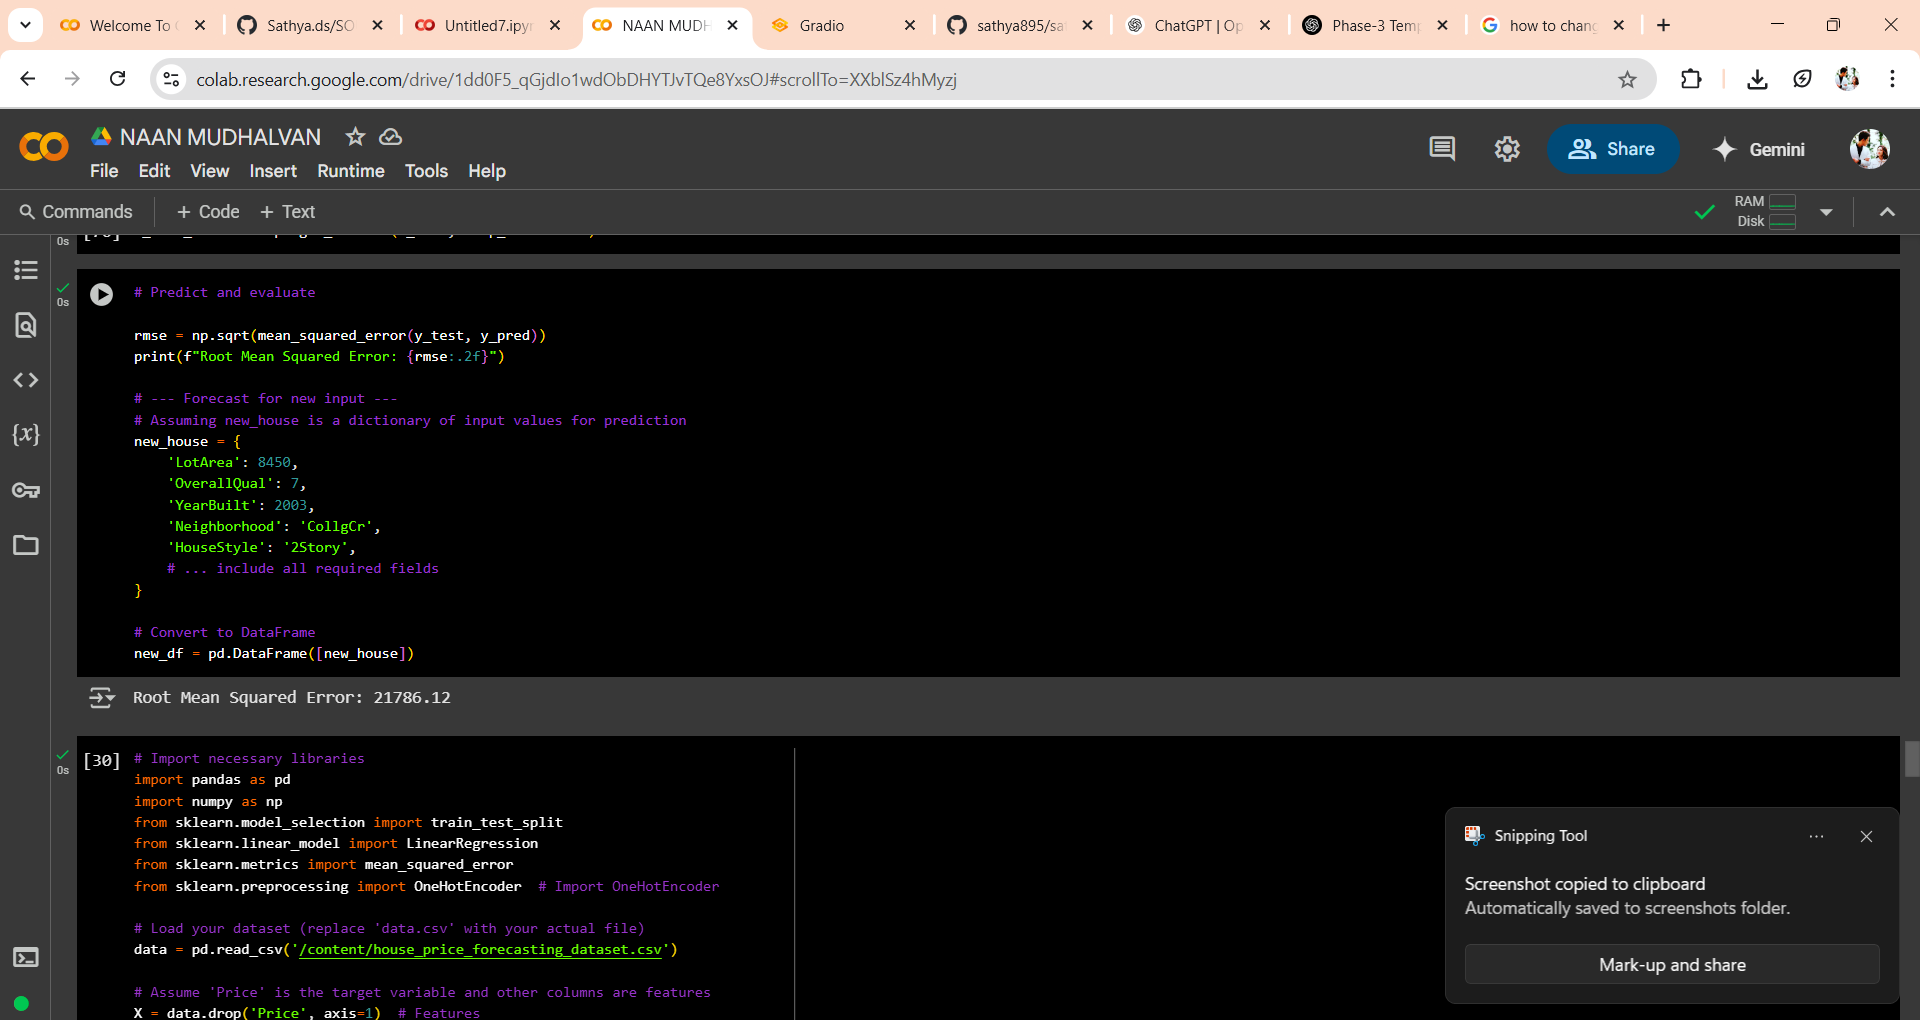 Welcome To
Sathya.ds/SO
Untitled7.ipyn
NAAN MUDH
Gradio
sathya895/sa
ChatGPT | Op
Phase-3 Temp
how to chang
colab.research.google.com/drive/1dd0F5_qGjdIo1wdObDHYTJvTQe8YxsOJ#scrollTo=XXblSz4hMyzj
CO NAAN MUDHALVAN
Share
Gemini
File Edit View Insert Runtime Tools Help
Commands + Code + Text
RAM
Disk
0s
0s
# Predict and evaluate
rmse = np.sqrt(mean_squared_error(y_test, y_pred))
print(f"Root Mean Squared Error: {rmse:.2f}")
# --- Forecast for new input ---
# Assuming new_house is a dictionary of input values for prediction
new_house = {
'LotArea': 8450,
'OverallQual': 7,
'YearBuilt': 2003,
'Neighborhood': 'CollgCr',
'HouseStyle': '2Story',
# ... include all required fields
}
# Convert to DataFrame
new_df = pd.DataFrame([new_house])
Root Mean Squared Error: 21786.12
0s
[30] # Import necessary libraries
import pandas as pd
import numpy as np
from sklearn.model_selection import train_test_split
from sklearn.linear_model import LinearRegression
from sklearn.metrics import mean_squared_error
from sklearn.preprocessing import OneHotEncoder # Import OneHotEncoder
# Load your dataset (replace 'data.csv' with your actual file)
data = pd.read_csv('/content/house_price_forecasting_dataset.csv')
# Assume 'Price' is the target variable and other columns are features
X = data.drop('Price', axis=1) # Features
Snipping Tool
Screenshot copied to clipboard
Automatically saved to screenshots folder.
Mark-up and share